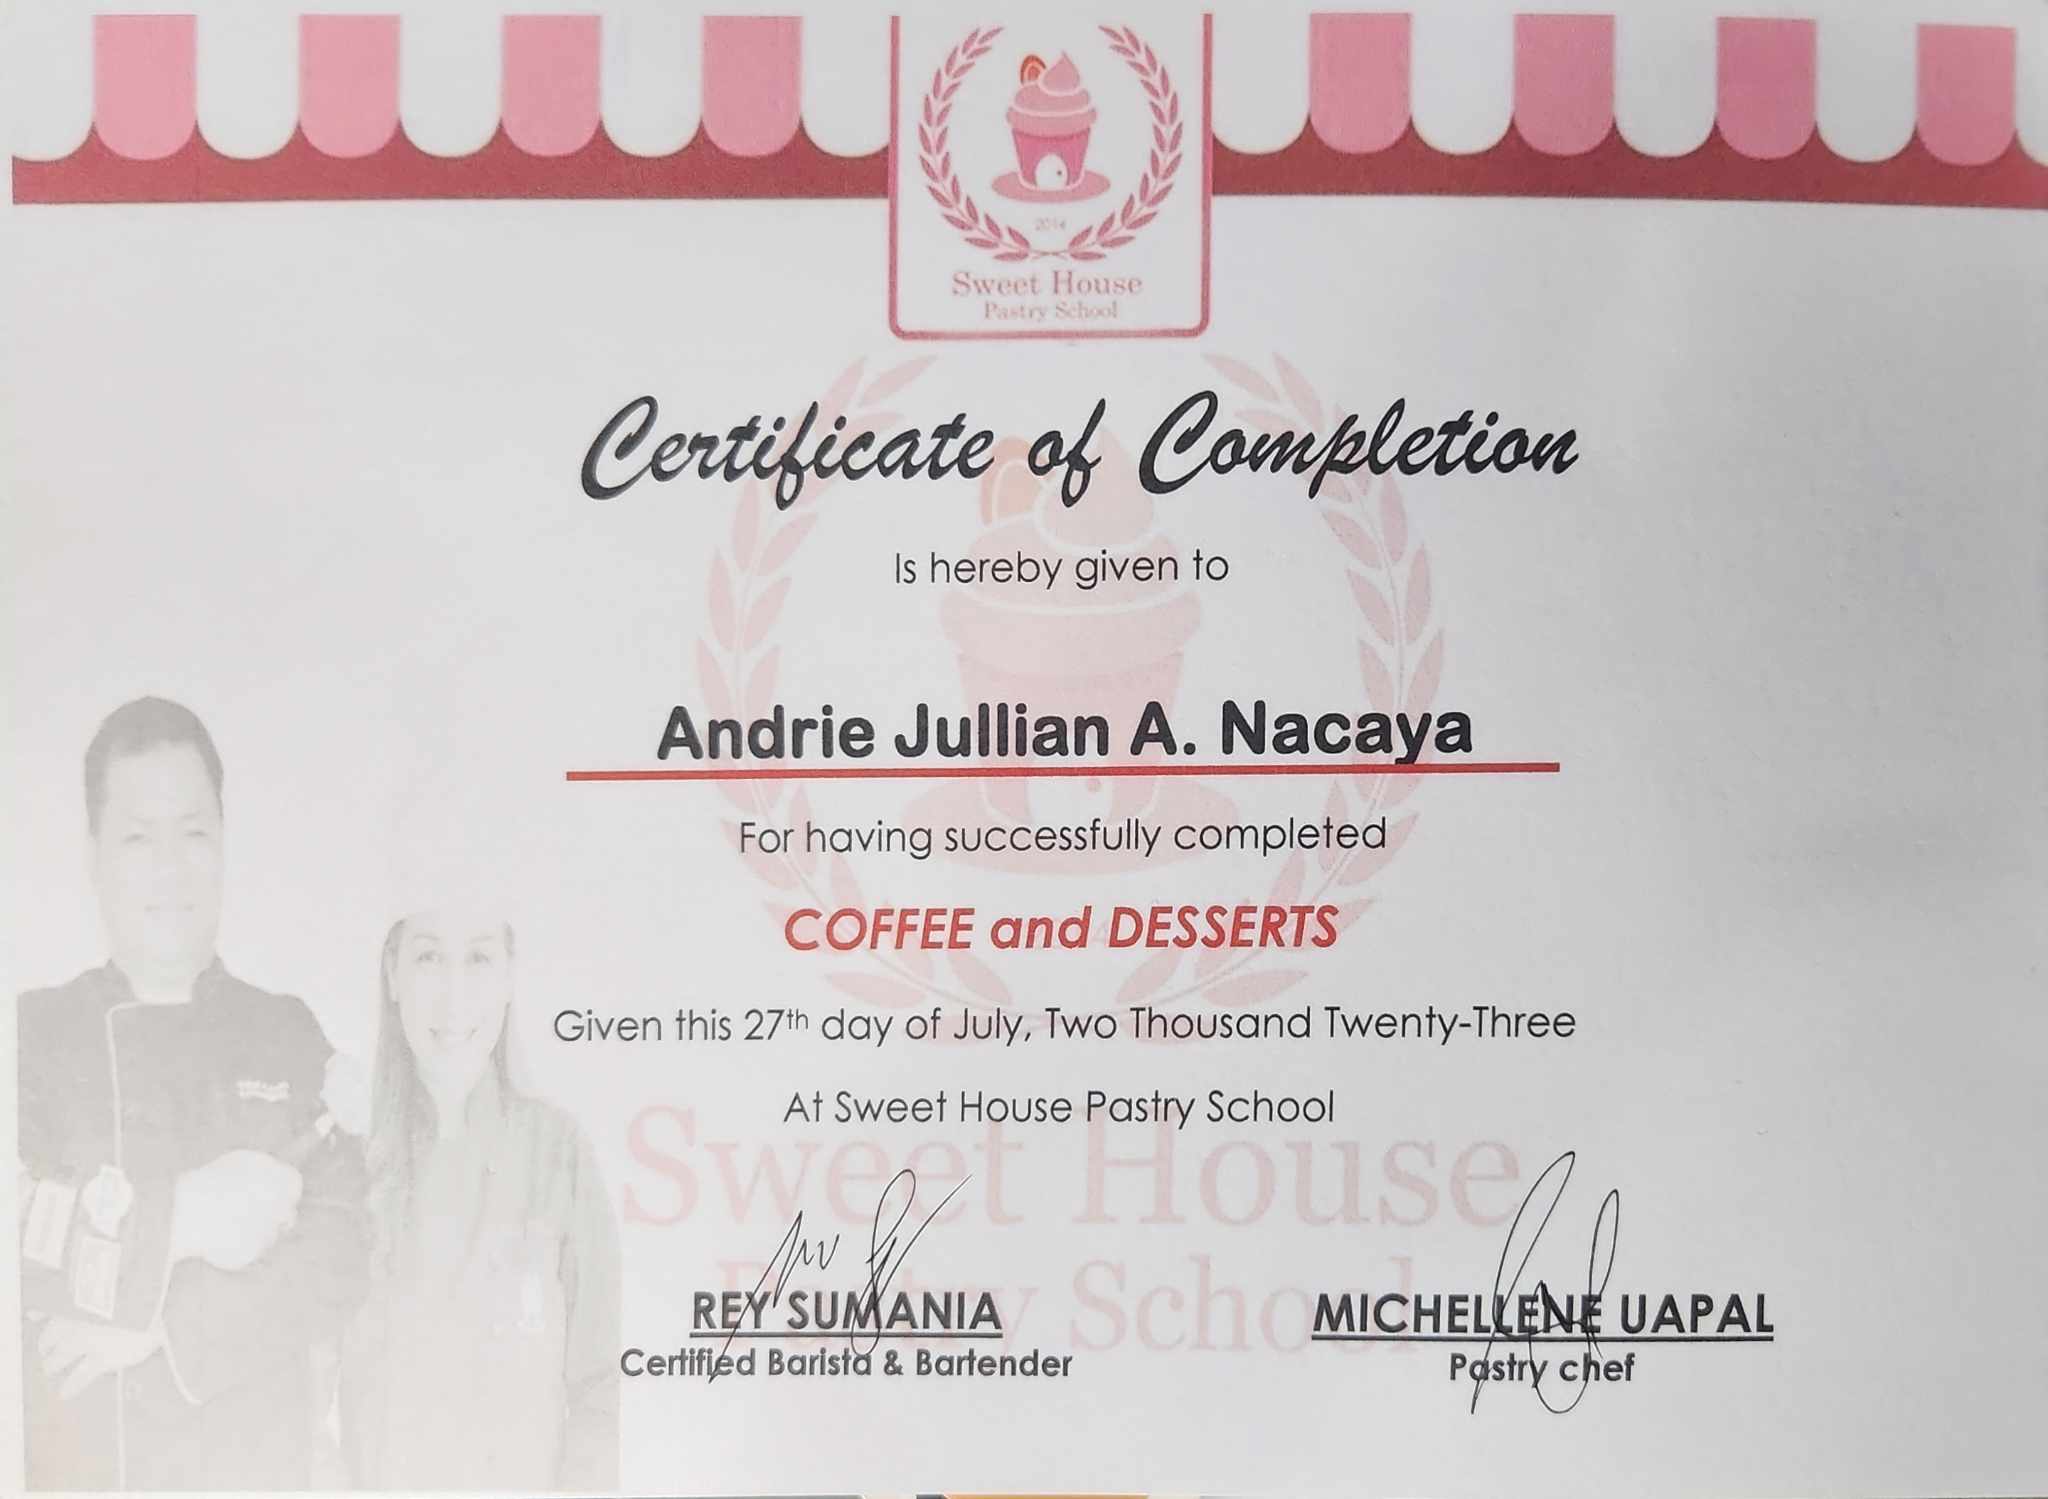 2014
Sweet House
Pastry School
Certificate of Completion
Is hereby given to
Andrie Jullian A. Nacaya
For having successfully completed
COFFEE and DESSERTS
Given this 27th day of July, Two Thousand Twenty-Three
At Sweet House Pastry School
Sweet House
Pastry School
REY SUMANIA
Certified Barista & Bartender
MICHELLENE UAPAL
Pastry chef